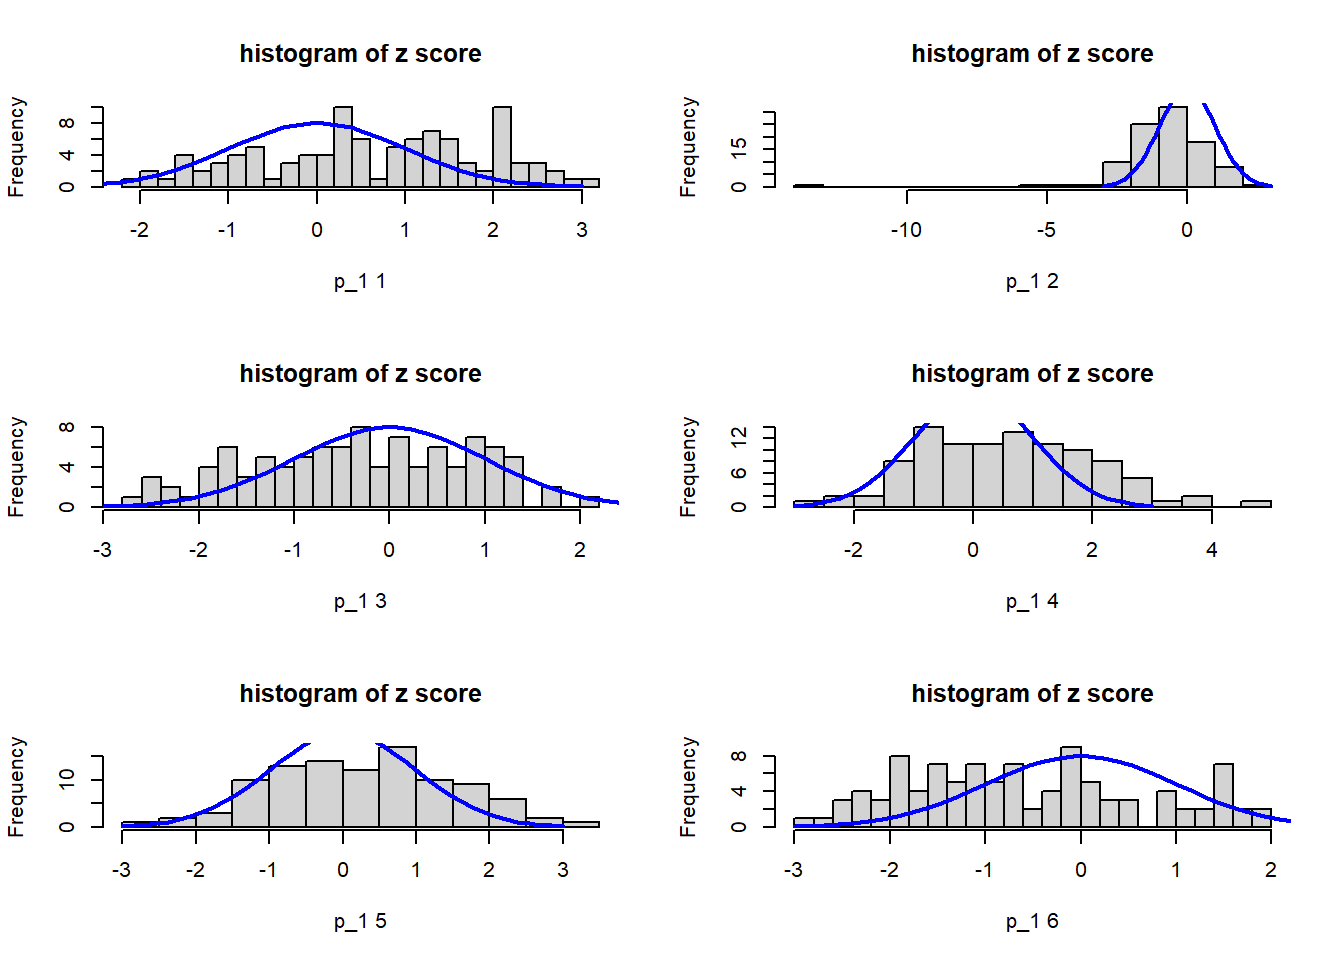 histogram of z score
Frequency
0 4 8
-2 -1 0 1 2 3
p_1 1
histogram of z score
Frequency
0 15
-10 -5 0
p_1 2
histogram of z score
Frequency
0 4 8
-3 -2 -1 0 1 2
p_1 3
histogram of z score
Frequency
0 6 12
-2 0 2 4
p_1 4
histogram of z score
Frequency
0 10
-3 -2 -1 0 1 2 3
p_1 5
histogram of z score
Frequency
0 4 8
-3 -2 -1 0 1 2
p_1 6